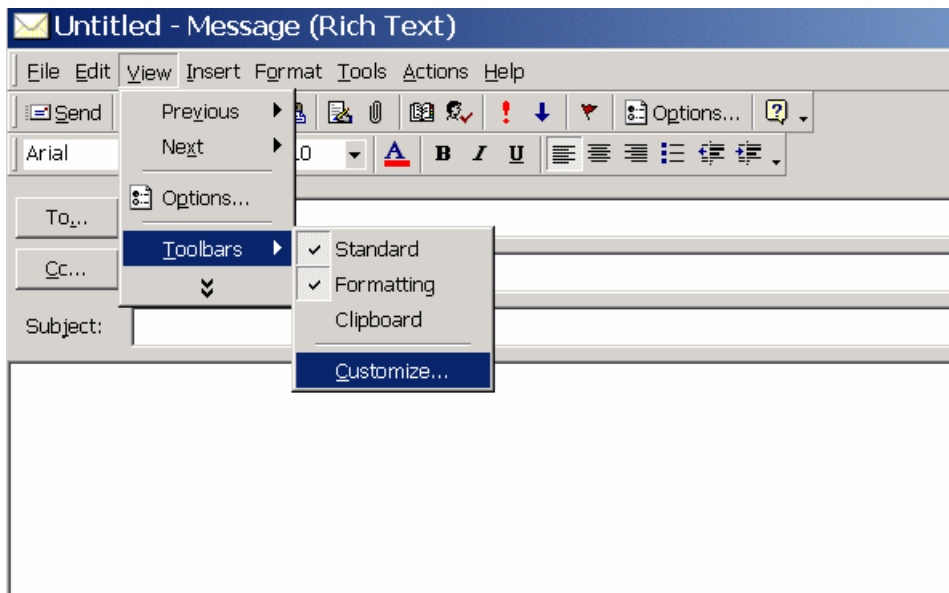 Untitled - Message (Rich Text)
File Edit View Insert Format Tools Actions Help
Send Previous Options...
Arial Next 10 A B I U
Options...
To...
Toolbars Standard
Cc... Formatting
Subject: Clipboard
Customize...